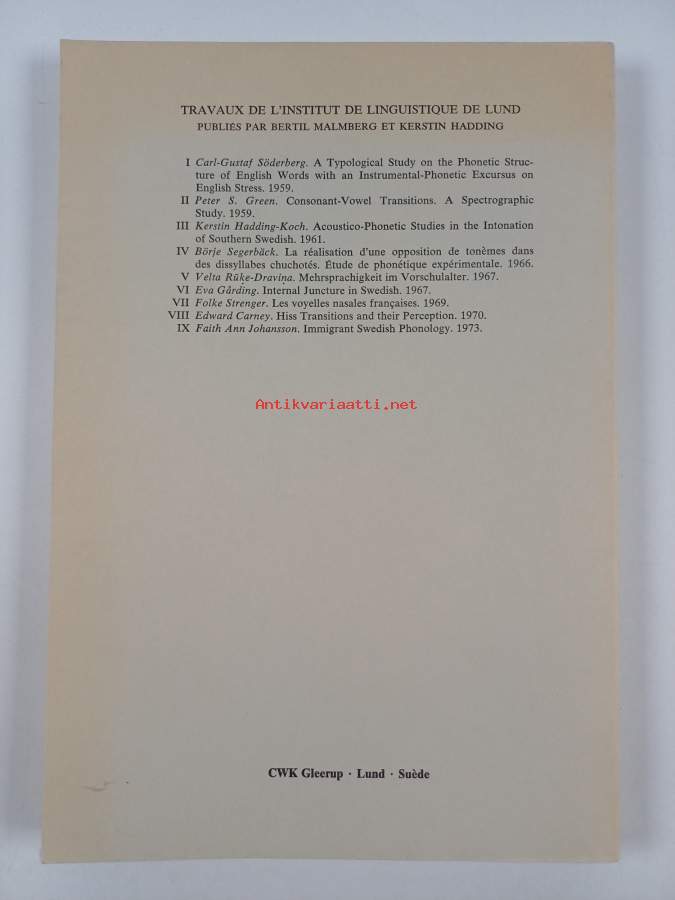 TRAVAUX DE L'INSTITUT DE LINGUISTIQUE DE LUND
PUBLIÉS PAR BERTIL MALMBERG ET KERSTIN HADDING
I Carl-Gustaf Söderberg. A Typological Study on the Phonetic Struc-
ture of English Words with an Instrumental-Phonetic Excursus on
English Stress. 1959.
II Peter S. Green. Consonant-Vowel Transitions. A Spectrographic
Study. 1959.
III Kerstin Hadding-Koch. Acoustico-Phonetic Studies in the Intonation
of Southern Swedish. 1961.
IV Börje Segerbäck. La réalisation d'une opposition de tonèmes dans
des dissyllabes chuchotés. Étude de phonétique expérimentale. 1966.
V Velta Rūke-Dravina. Mehrsprachigkeit im Vorschulalter. 1967.
VI Eva Gårding. Internal Juncture in Swedish. 1967.
VII Folke Strenger. Les voyelles nasales françaises. 1969.
VIII Edward Carney. Hiss Transitions and their Perception. 1970.
IX Faith Ann Johansson. Immigrant Swedish Phonology. 1973.
Antikvariaatti.net
CWK Gleerup · Lund · Suède